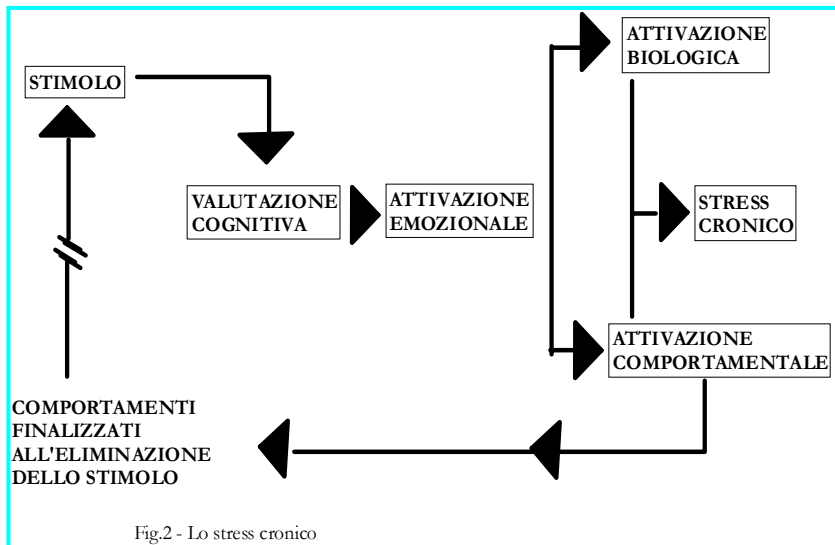 STIMOLO
VALUTAZIONE
COGNITIVA
ATTIVAZIONE
EMOZIONALE
ATTIVAZIONE
BIOLOGICA
STRESS
CRONICO
ATTIVAZIONE
COMPORTAMENTALE
COMPORTAMENTI
FINALIZZATI
ALL'ELIMINAZIONE
DELLO STIMOLO
Fig.2 - Lo stress cronico